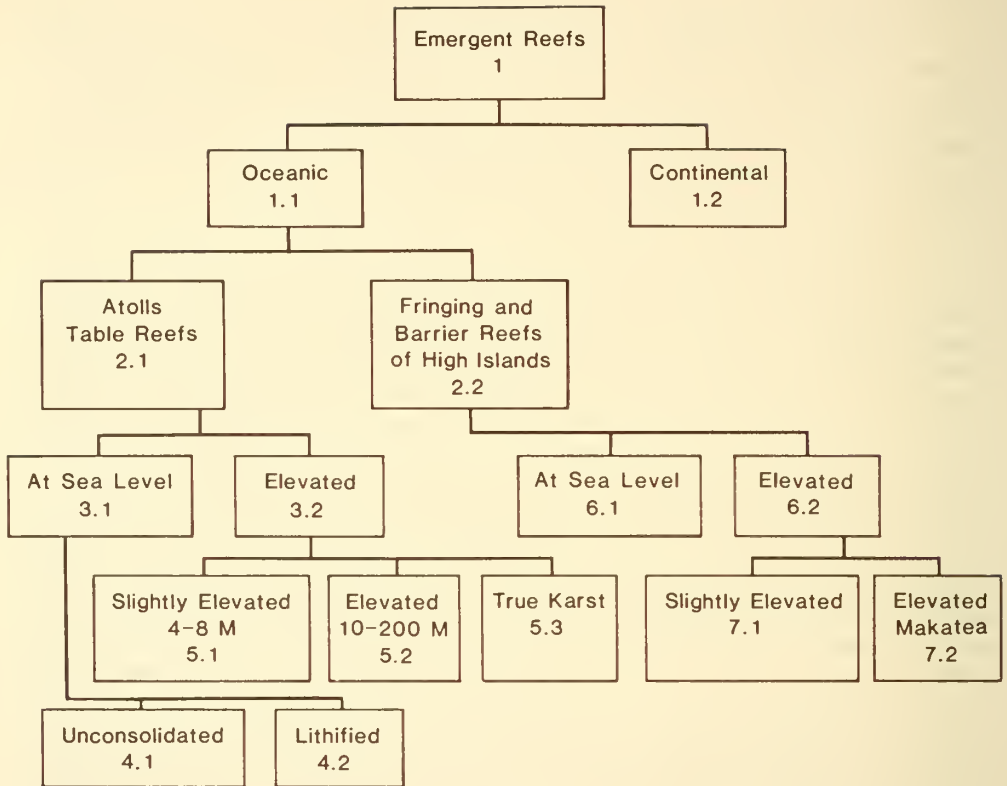 Emergent Reefs
1
Oceanic
1.1
Continental
1.2
Atolls
Table Reefs
2.1
Fringing and
Barrier Reefs
of High Islands
2.2
At Sea Level
3.1
Elevated
3.2
At Sea Level
6.1
Elevated
6.2
Slightly Elevated
4-8 M
5.1
Elevated
10-200 M
5.2
True Karst
5.3
Slightly Elevated
7.1
Elevated
Makatea
7.2
Unconsolidated
4.1
Lithified
4.2